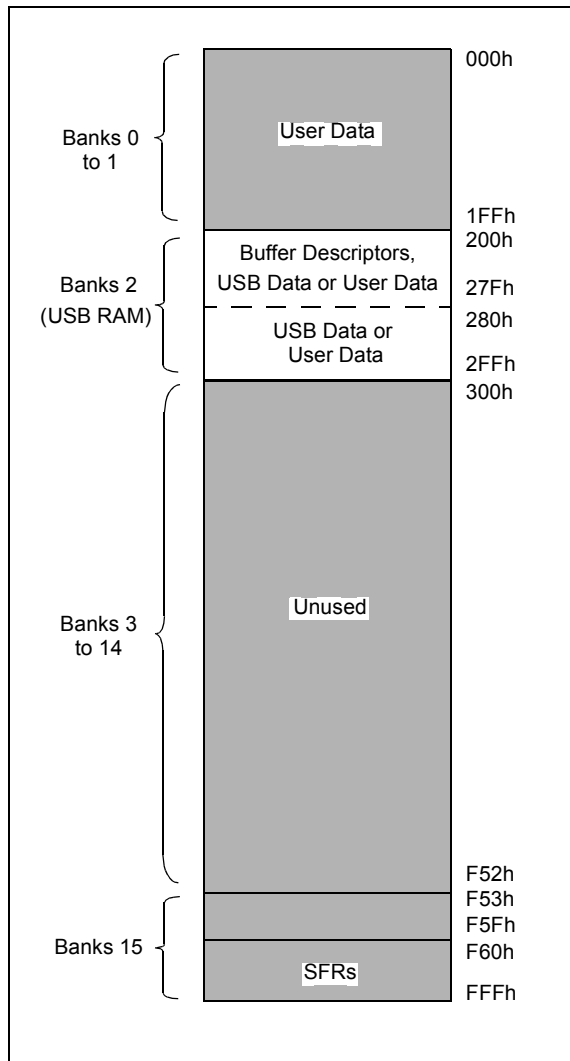 000h
User Data
Banks 0
to 1
1FFh
200h
Buffer Descriptors,
USB Data or User Data
Banks 2
(USB RAM)
27Fh
280h
USB Data or
User Data
2FFh
300h
Unused
Banks 3
to 14
F52h
F53h
F5Fh
Banks 15
F60h
SFRs
FFFh